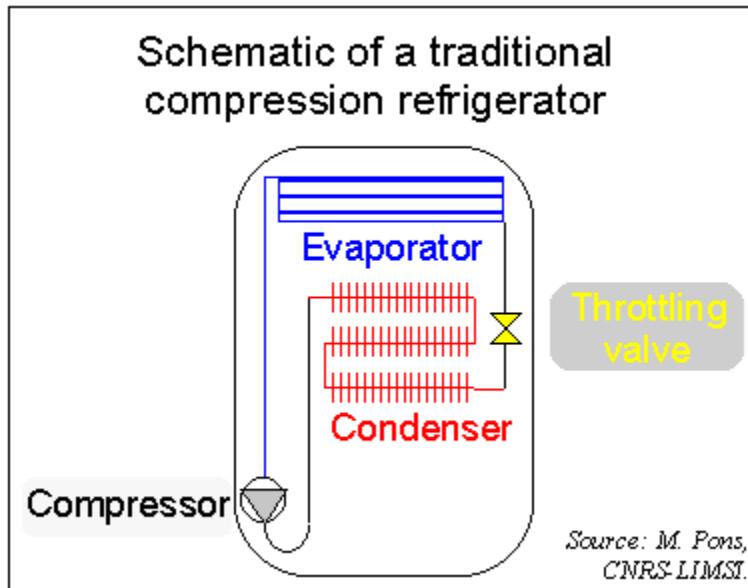 Schematic of a traditional
compression refrigerator
Evaporator
Throttling
valve
Condenser
Compressor
Source: M. Pons,
CNRS-LIMSI.